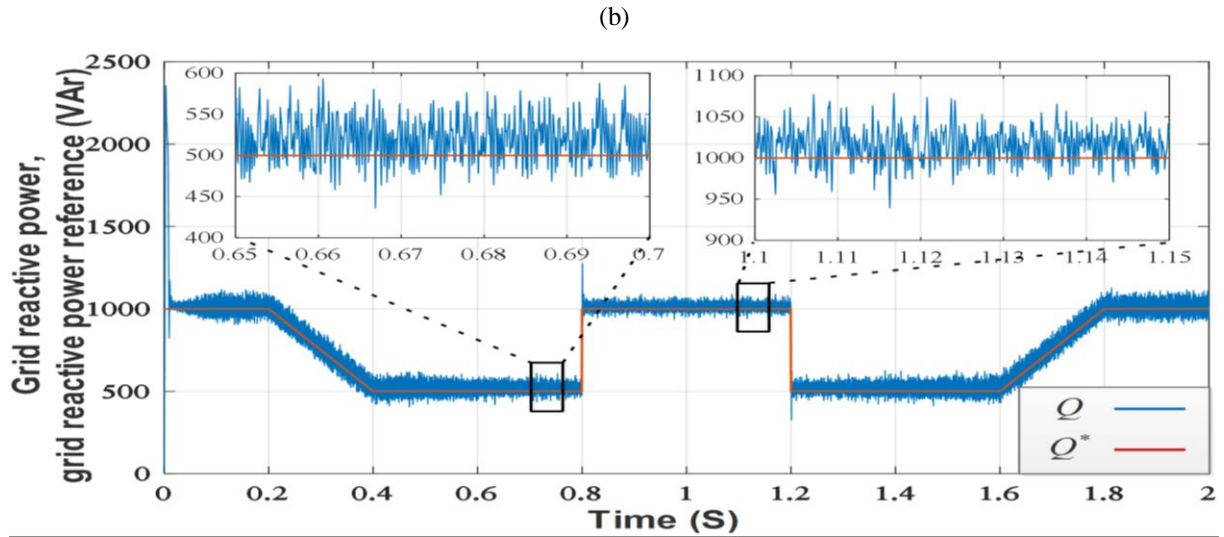 (b)
Grid reactive power,
grid reactive power reference (VAr)
2500
2000
1500
1000
500
0
600
550
500
450
400
0.65 0.66 0.67 0.68 0.69 0.7
1100
1050
1000
950
900
1.1 1.11 1.12 1.13 1.14 1.15
Q
Q*
0 0.2 0.4 0.6 0.8 1 1.2 1.4 1.6 1.8 2
Time (S)